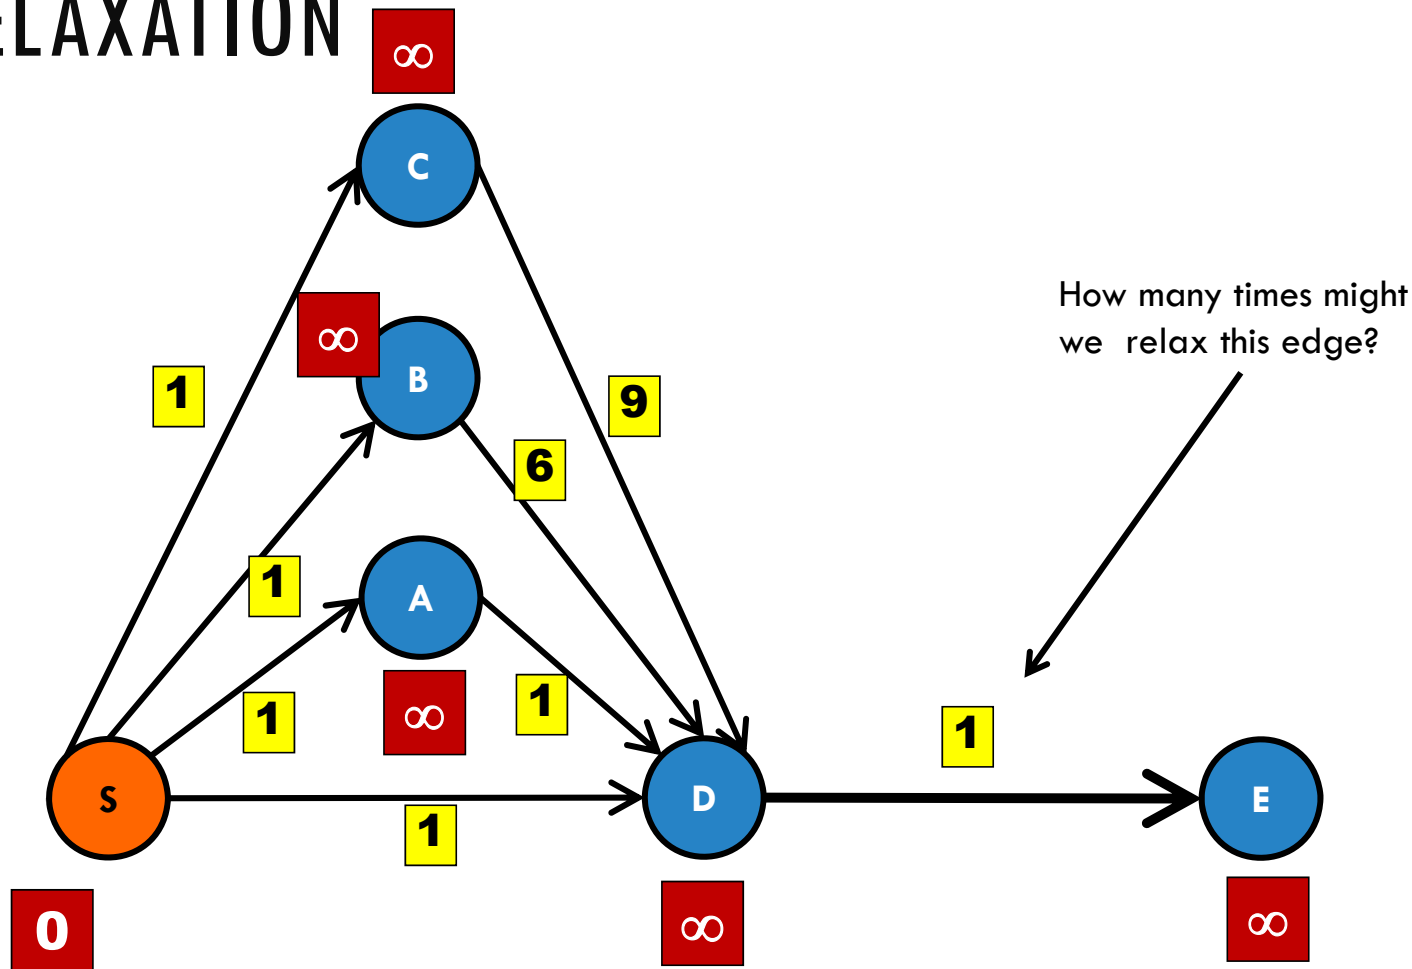 ELAXATION
∞
C
∞
B
How many times might
we relax this edge?
1
9
6
1
A
1
∞
1
1
S
D
E
1
0
∞
∞